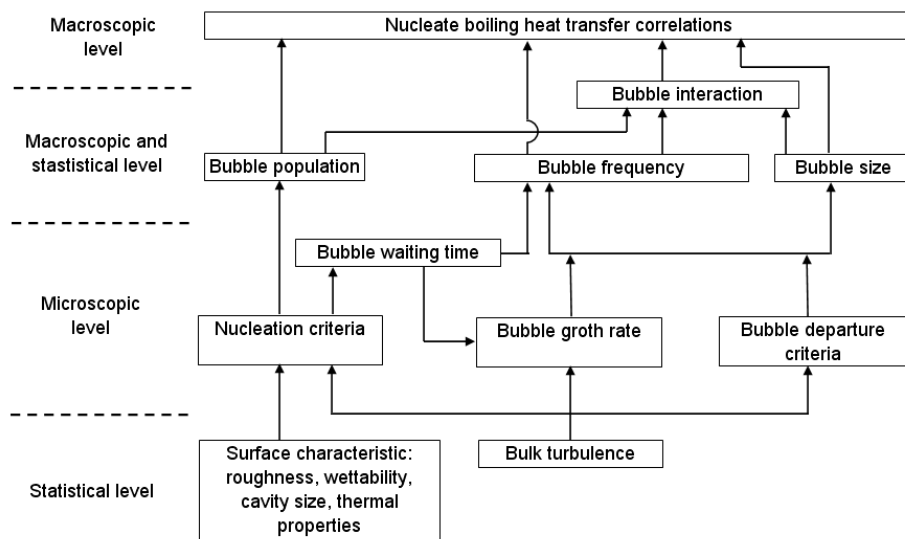 Macroscopic
level
Nucleate boiling heat transfer correlations
Bubble interaction
Macroscopic and
stastistical level
Bubble population
Bubble frequency
Bubble size
Bubble waiting time
Microscopic
level
Nucleation criteria
Bubble groth rate
Bubble departure
criteria
Statistical level
Surface characteristic:
roughness, wettability,
cavity size, thermal
properties
Bulk turbulence